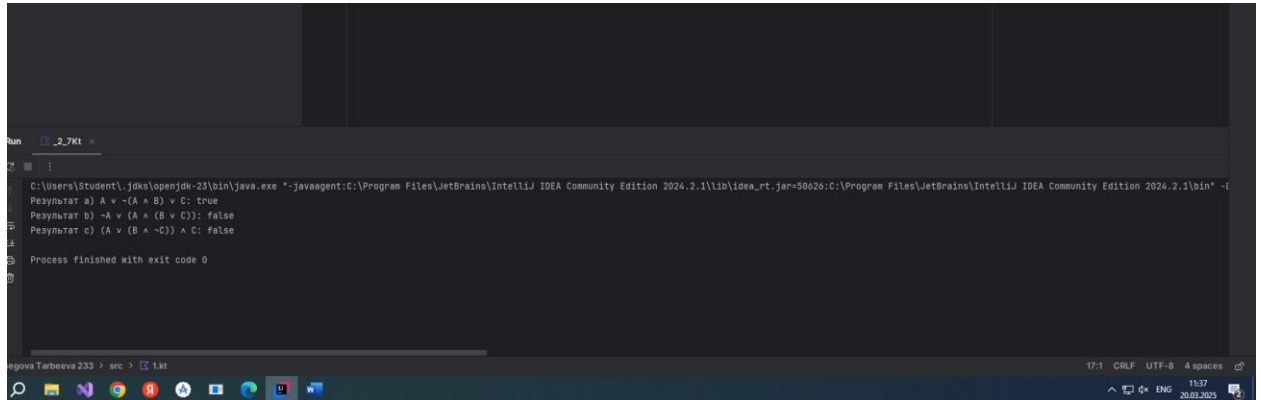 Run _2_7Kt ×
C:\Users\Student\.jdks\openjdk-23\bin\java.exe "-javaagent:C:\Program Files\JetBrains\IntelliJ IDEA Community Edition 2024.2.1\lib\idea_rt.jar=50626:C:\Program Files\JetBrains\IntelliJ IDEA Community Edition 2024.2.1\bin" -D
Результат a) A ∨ ¬(A ∧ B) ∨ C: true
Результат b) ¬A ∨ (A ∧ (B ∨ C)): false
Результат c) (A ∨ (B ∧ ¬C)) ∧ C: false
Process finished with exit code 0
egova Tarbeeva 233 > src > 1.kt 17:1 CRLF UTF-8 4 spaces
ENG 11:37
20.03.2025